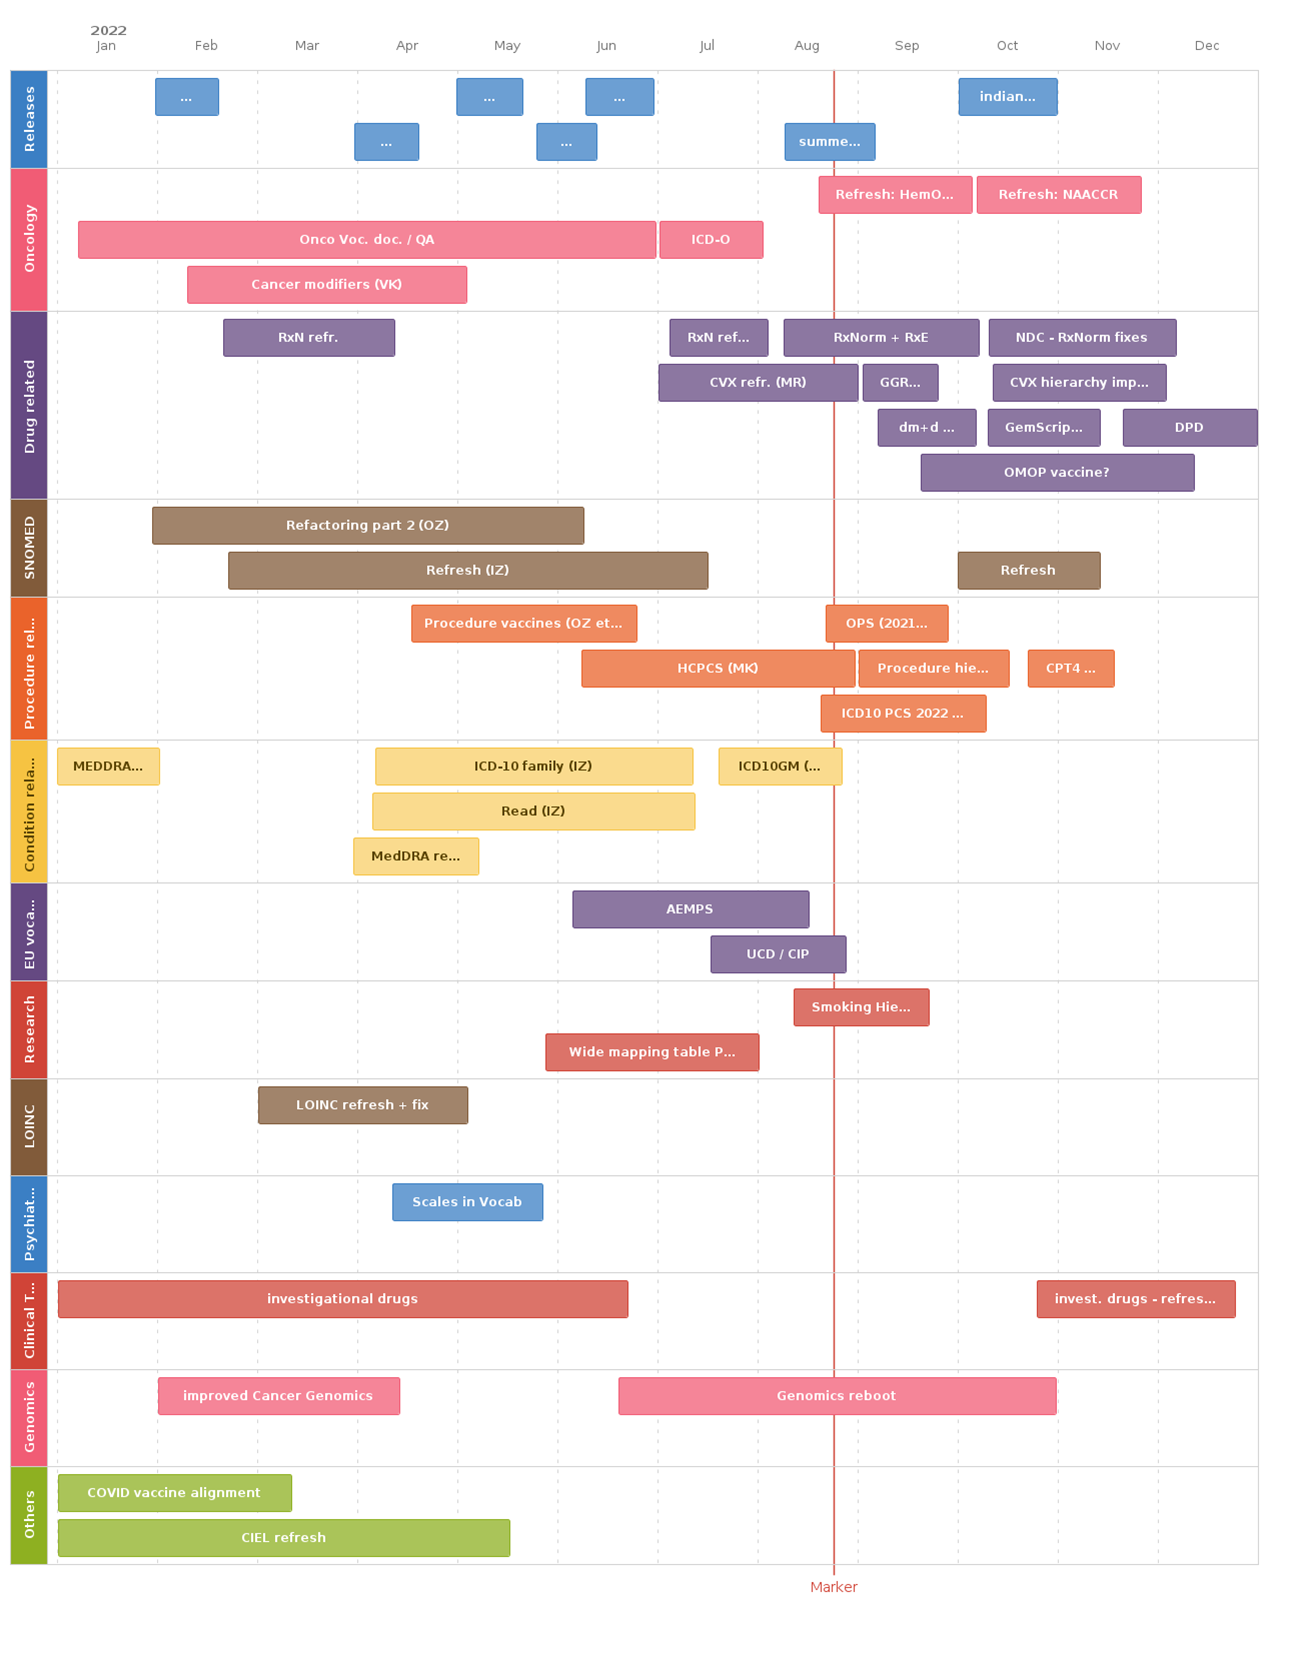 2022
Jan Feb Mar Apr May Jun Jul Aug Sep Oct Nov Dec
Releases
... ... ... indian...
... ... summe...
Oncology
Refresh: HemO... Refresh: NAACCR
Onco Voc. doc. / QA ICD-O
Cancer modifiers (VK)
Drug related
RxN refr. RxN ref... RxNorm + RxE NDC - RxNorm fixes
CVX refr. (MR) GGR... CVX hierarchy imp...
dm+d ... GemScrip... DPD
OMOP vaccine?
SNOMED
Refactoring part 2 (OZ)
Refresh (IZ) Refresh
Procedure rel...
Procedure vaccines (OZ et... OPS (2021...
HCPCS (MK) Procedure hie... CPT4 ...
ICD10 PCS 2022 ...
Condition rela...
MEDDRA... ICD-10 family (IZ) ICD10GM (...
Read (IZ)
MedDRA re...
EU voca...
AEMPS
UCD / CIP
Research
Smoking Hie...
Wide mapping table P...
LOINC
LOINC refresh + fix
Psychiat...
Scales in Vocab
Clinical T...
investigational drugs invest. drugs - refres...
Genomics
improved Cancer Genomics Genomics reboot
Others
COVID vaccine alignment
CIEL refresh
Marker